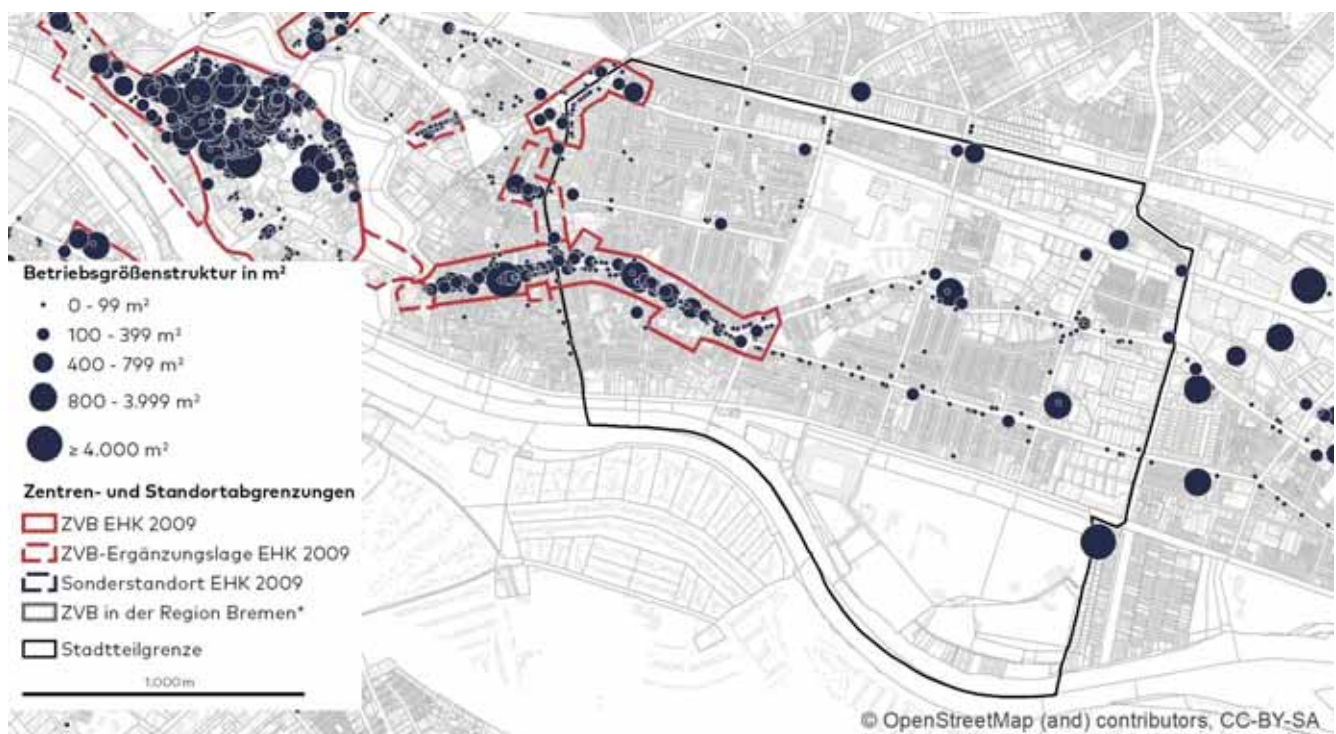 Betriebsgrößenstruktur in m²
0 - 99 m²
100 - 399 m²
400 - 799 m²
800 - 3.999 m²
≥ 4.000 m²
Zentren- und Standortabgrenzungen
ZVB EHK 2009
ZVB-Ergänzungslage EHK 2009
Sonderstandort EHK 2009
ZVB in der Region Bremen*
Stadtteilgrenze
1.000 m
© OpenStreetMap (and) contributors, CC-BY-SA